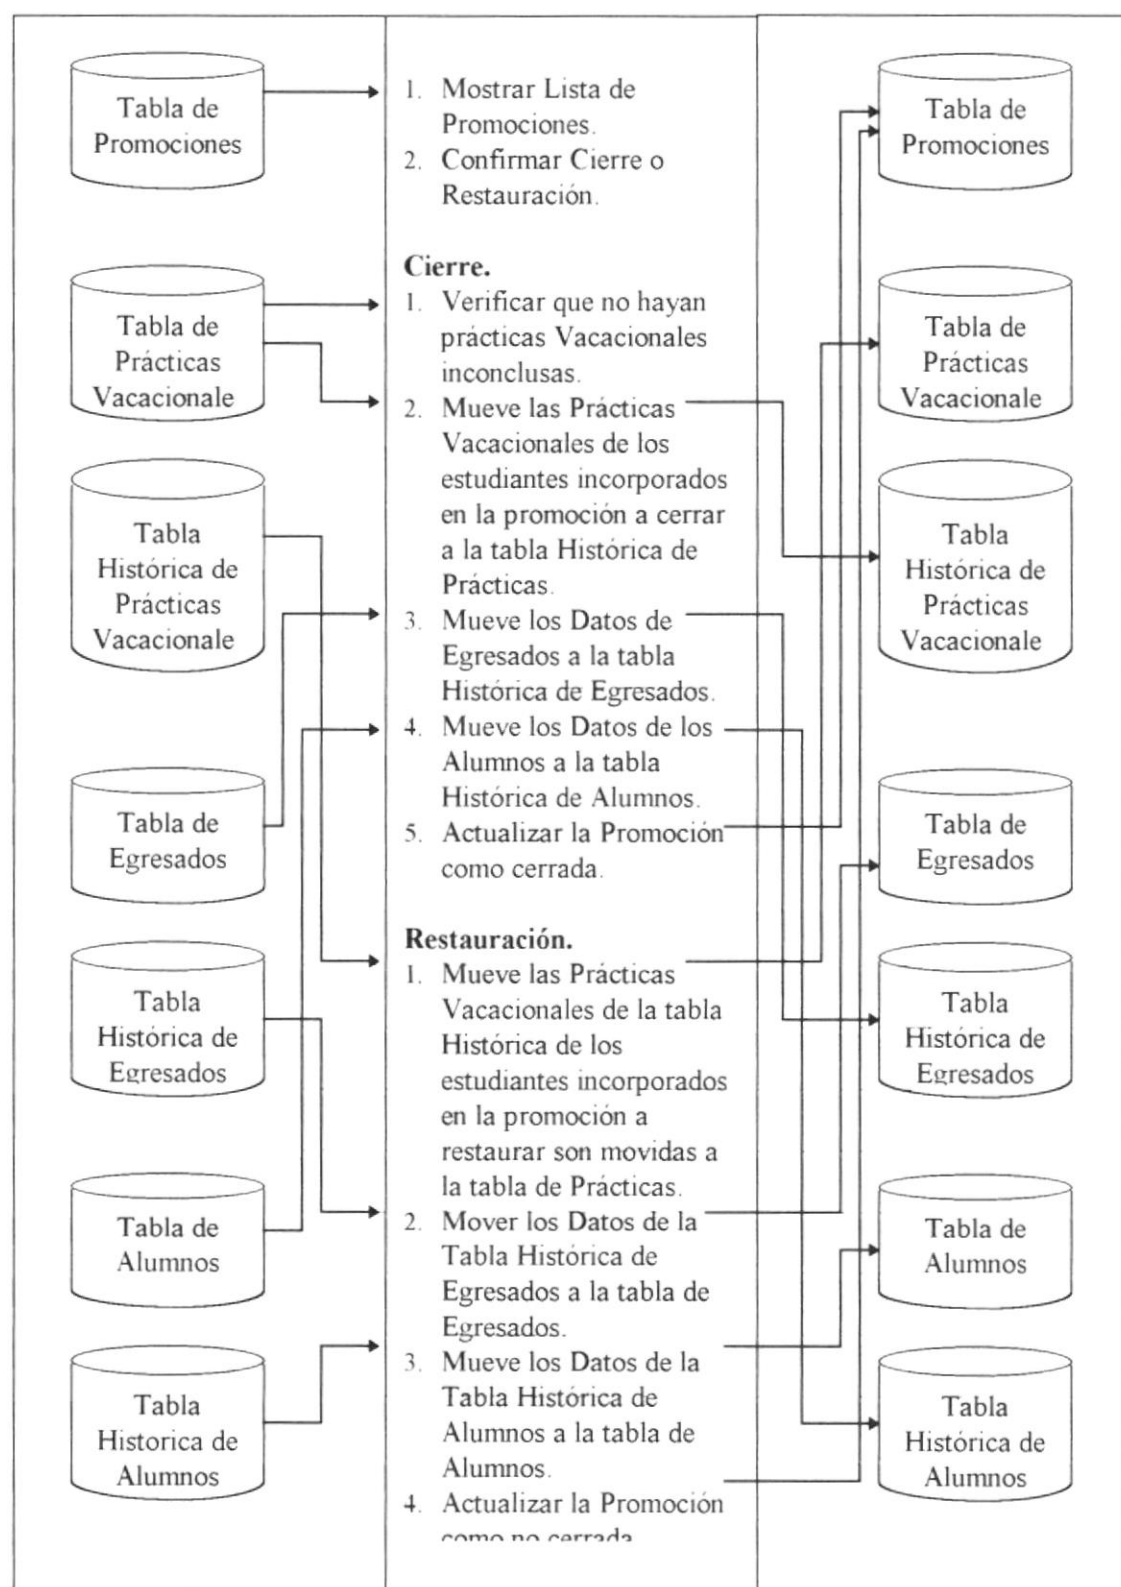 Tabla de
Promociones
Tabla de
Prácticas
Vacacionale
Tabla
Histórica de
Prácticas
Vacacionale
Tabla de
Egresados
Tabla
Histórica de
Egresados
Tabla de
Alumnos
Tabla
Historica de
Alumnos
1. Mostrar Lista de
Promociones.
2. Confirmar Cierre o
Restauración.
Cierre.
1. Verificar que no hayan
prácticas Vacacionales
inconclusas.
2. Mueve las Prácticas
Vacacionales de los
estudiantes incorporados
en la promoción a cerrar
a la tabla Histórica de
Prácticas.
3. Mueve los Datos de
Egresados a la tabla
Histórica de Egresados.
4. Mueve los Datos de los
Alumnos a la tabla
Histórica de Alumnos.
5. Actualizar la Promoción
como cerrada.
Restauración.
1. Mueve las Prácticas
Vacacionales de la tabla
Histórica de los
estudiantes incorporados
en la promoción a
restaurar son movidas a
la tabla de Prácticas.
2. Mover los Datos de la
Tabla Histórica de
Egresados a la tabla de
Egresados.
3. Mueve los Datos de la
Tabla Histórica de
Alumnos a la tabla de
Alumnos.
4. Actualizar la Promoción
como no cerrada
Tabla de
Promociones
Tabla de
Prácticas
Vacacionale
Tabla
Histórica de
Prácticas
Vacacionale
Tabla de
Egresados
Tabla
Histórica de
Egresados
Tabla de
Alumnos
Tabla
Histórica de
Alumnos